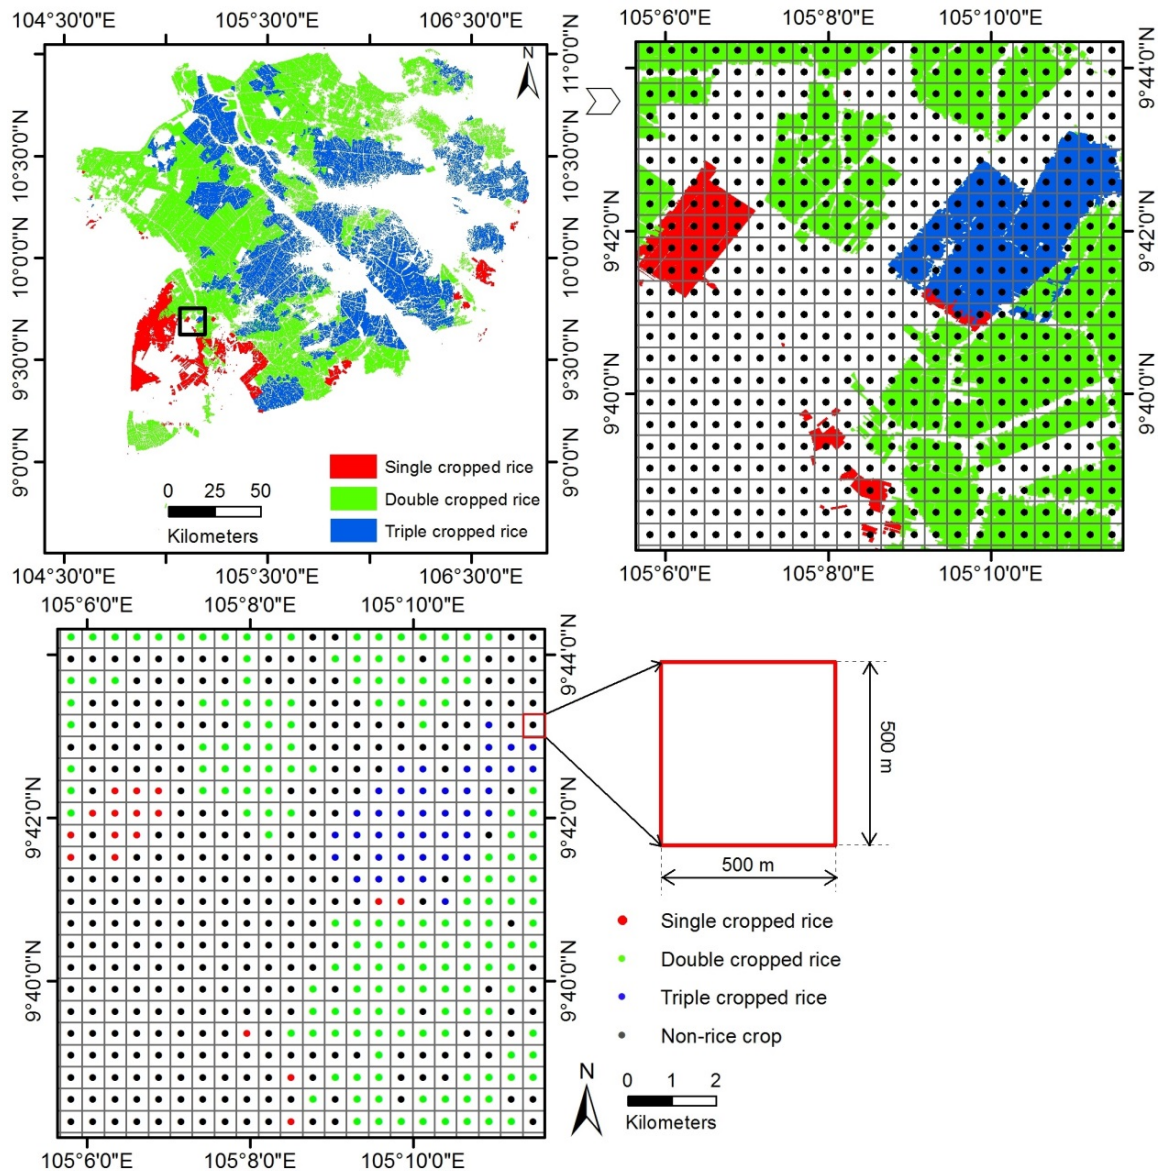 104°30'0"E 105°30'0"E 106°30'0"E
N
11°0'0"N
10°30'0"N 10°30'0"N
10°0'0"N 10°0'0"N
9°30'0"N 9°30'0"N
9°0'0"N 9°0'0"N
Single cropped rice
Double cropped rice
Triple cropped rice
0 25 50
Kilometers
104°30'0"E 105°30'0"E 106°30'0"E
105°6'0"E 105°8'0"E 105°10'0"E
9°44'0"N
9°42'0"N 9°42'0"N
9°40'0"N 9°40'0"N
105°6'0"E 105°8'0"E 105°10'0"E
105°6'0"E 105°8'0"E 105°10'0"E
9°44'0"N
9°42'0"N 9°42'0"N
9°40'0"N 9°40'0"N
105°6'0"E 105°8'0"E 105°10'0"E
500 m
500 m
Single cropped rice
Double cropped rice
Triple cropped rice
Non-rice crop
N
0 1 2
Kilometers